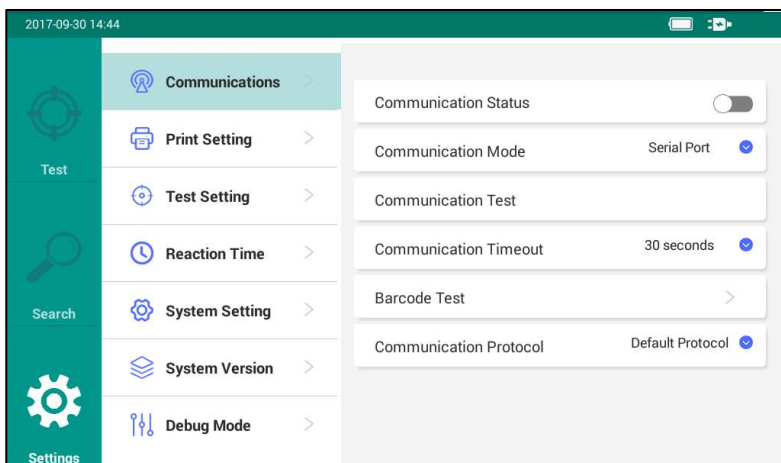 2017-09-30 14:44
Test
Search
Settings
Communications
Print Setting
Test Setting
Reaction Time
System Setting
System Version
Debug Mode
Communication Status
Communication Mode Serial Port
Communication Test
Communication Timeout 30 seconds
Barcode Test
Communication Protocol Default Protocol